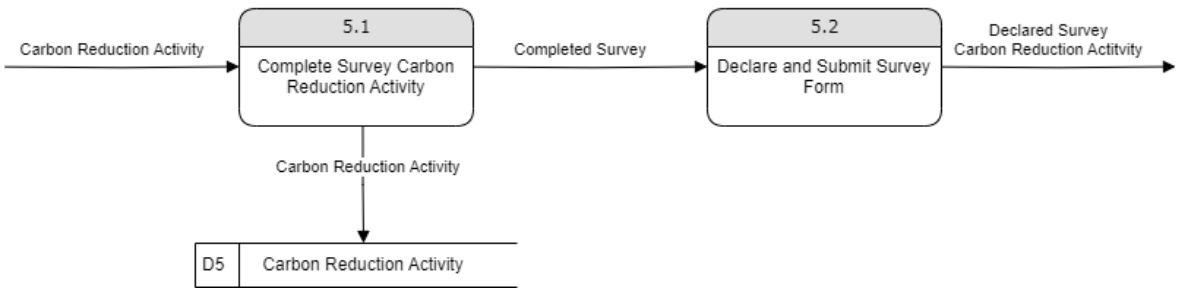 5.1
5.2
Carbon Reduction Activity
Complete Survey Carbon
Reduction Activity
Completed Survey
Declare and Submit Survey
Form
Declared Survey
Carbon Reduction Actitvity
Carbon Reduction Activity
D5
Carbon Reduction Activity